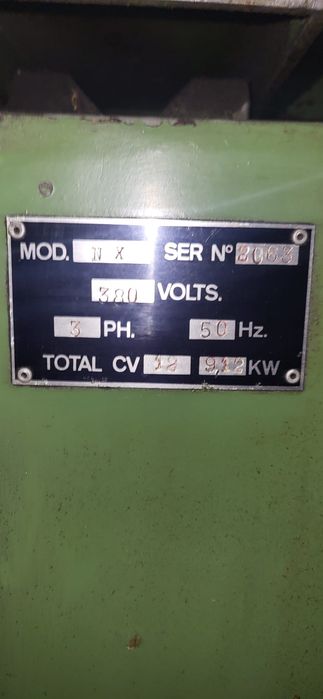 MOD. N X SER Nº 2063
380 VOLTS.
3 PH. 50 Hz.
TOTAL CV 12 9,12 KW